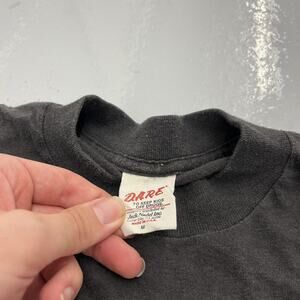 D.A.R.E
TO KEEP KIDS
OFF DRUGS
MADE IN U.S.A.
M